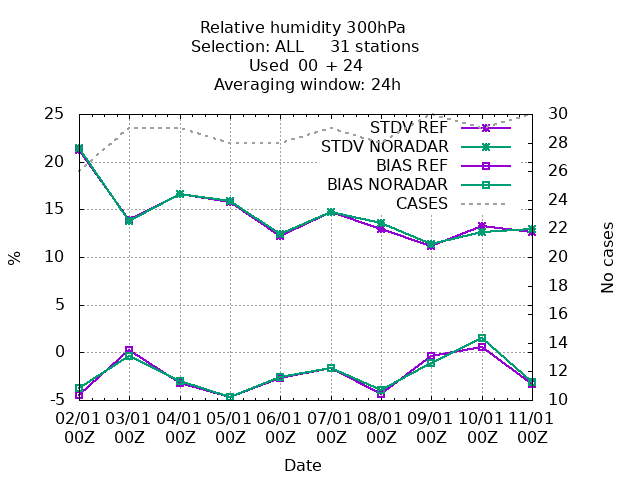 Relative humidity 300hPa
Selection: ALL     31 stations
Used  00 + 24
Averaging window: 24h
STDV REF
STDV NORADAR
BIAS REF
BIAS NORADAR
CASES
25
20
15
10
5
0
-5
%
30
28
26
24
22
20
18
16
14
12
10
No cases
02/01 03/01 04/01 05/01 06/01 07/01 08/01 09/01 10/01 11/01
00Z 00Z 00Z 00Z 00Z 00Z 00Z 00Z 00Z 00Z
Date